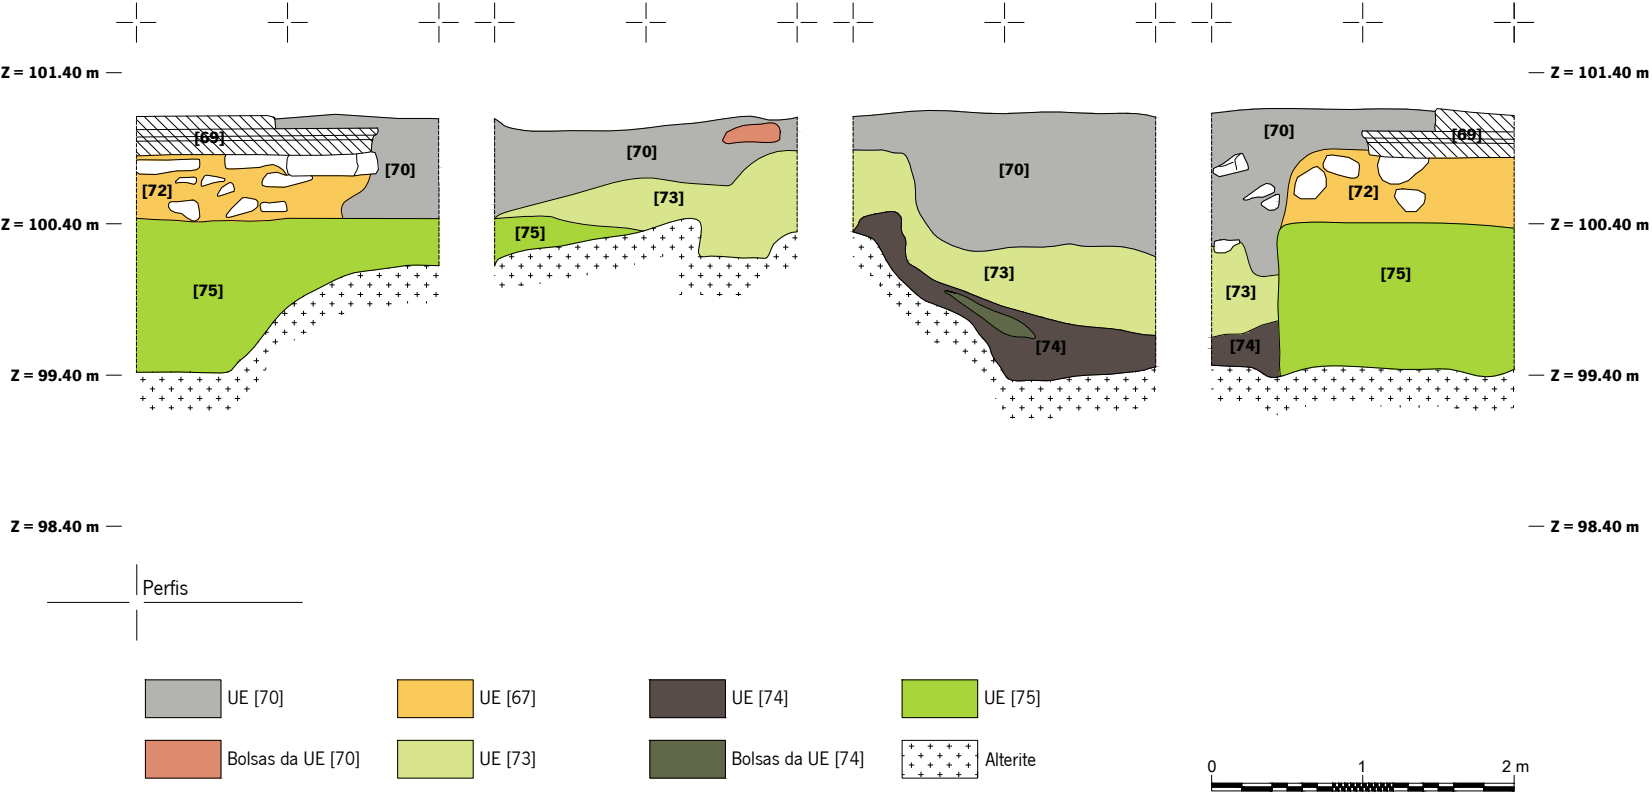 Z = 101.40 m
Z = 101.40 m
[69]
[70]
[70]
[70]
[70]
[69]
[72]
[73]
[72]
Z = 100.40 m
[75]
Z = 100.40 m
[75]
[73]
[73]
[75]
[74]
[74]
Z = 99.40 m
Z = 99.40 m
Z = 98.40 m
Z = 98.40 m
Perfis
UE [70]
UE [67]
UE [74]
UE [75]
Bolsas da UE [70]
UE [73]
Bolsas da UE [74]
Alterite
0 1 2 m